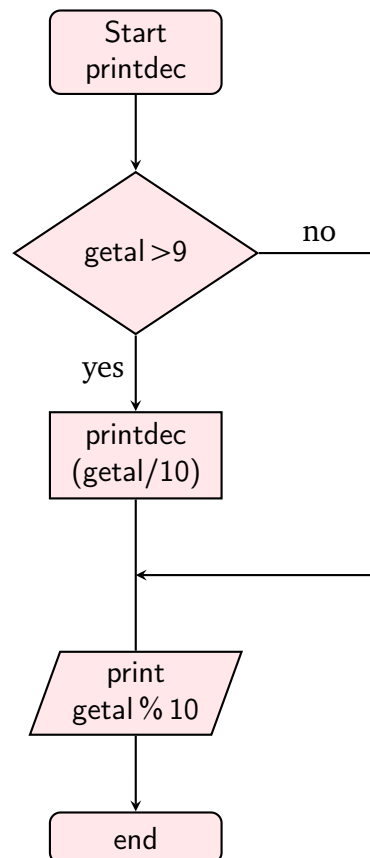 Start
printdec
getal >9
no
yes
printdec
(getal/10)
print
getal % 10
end